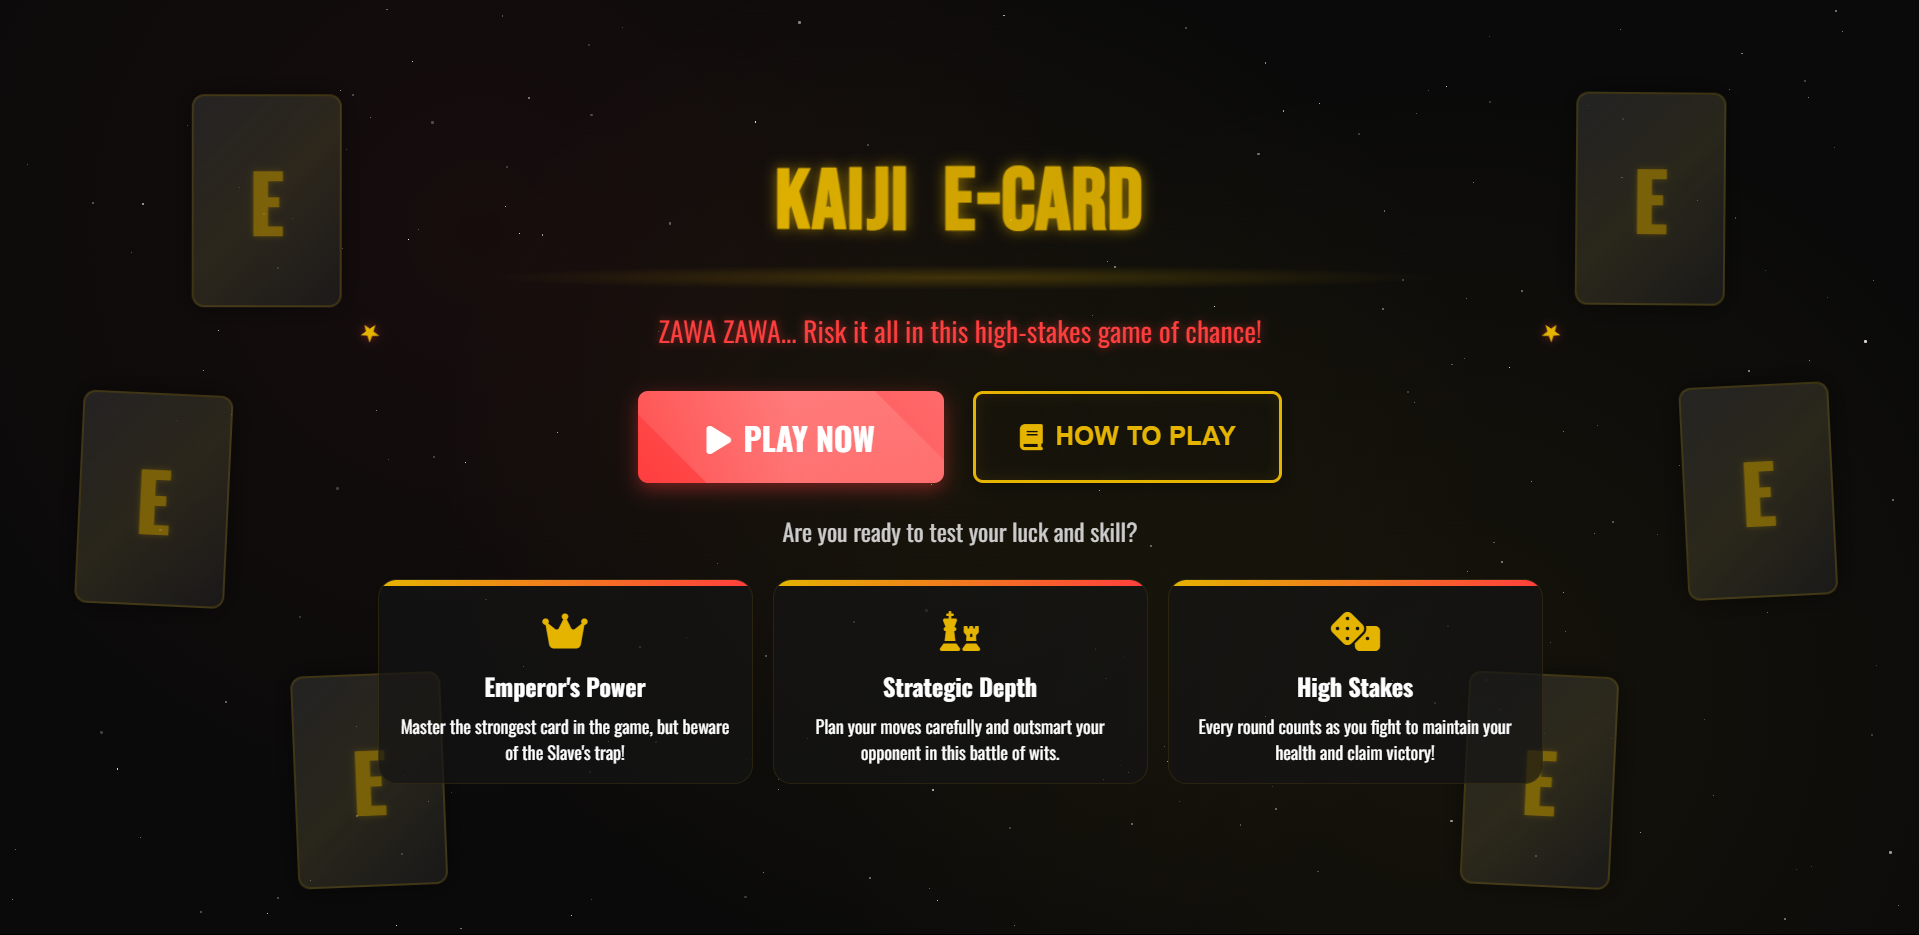 E
E
KAIJI E-CARD
ZAWA ZAWA... Risk it all in this high-stakes game of chance!
PLAY NOW
HOW TO PLAY
E
E
Are you ready to test your luck and skill?
Emperor's Power
Master the strongest card in the game, but beware
of the Slave's trap!
Strategic Depth
Plan your moves carefully and outsmart your
opponent in this battle of wits.
High Stakes
Every round counts as you fight to maintain your
health and claim victory!
E
E